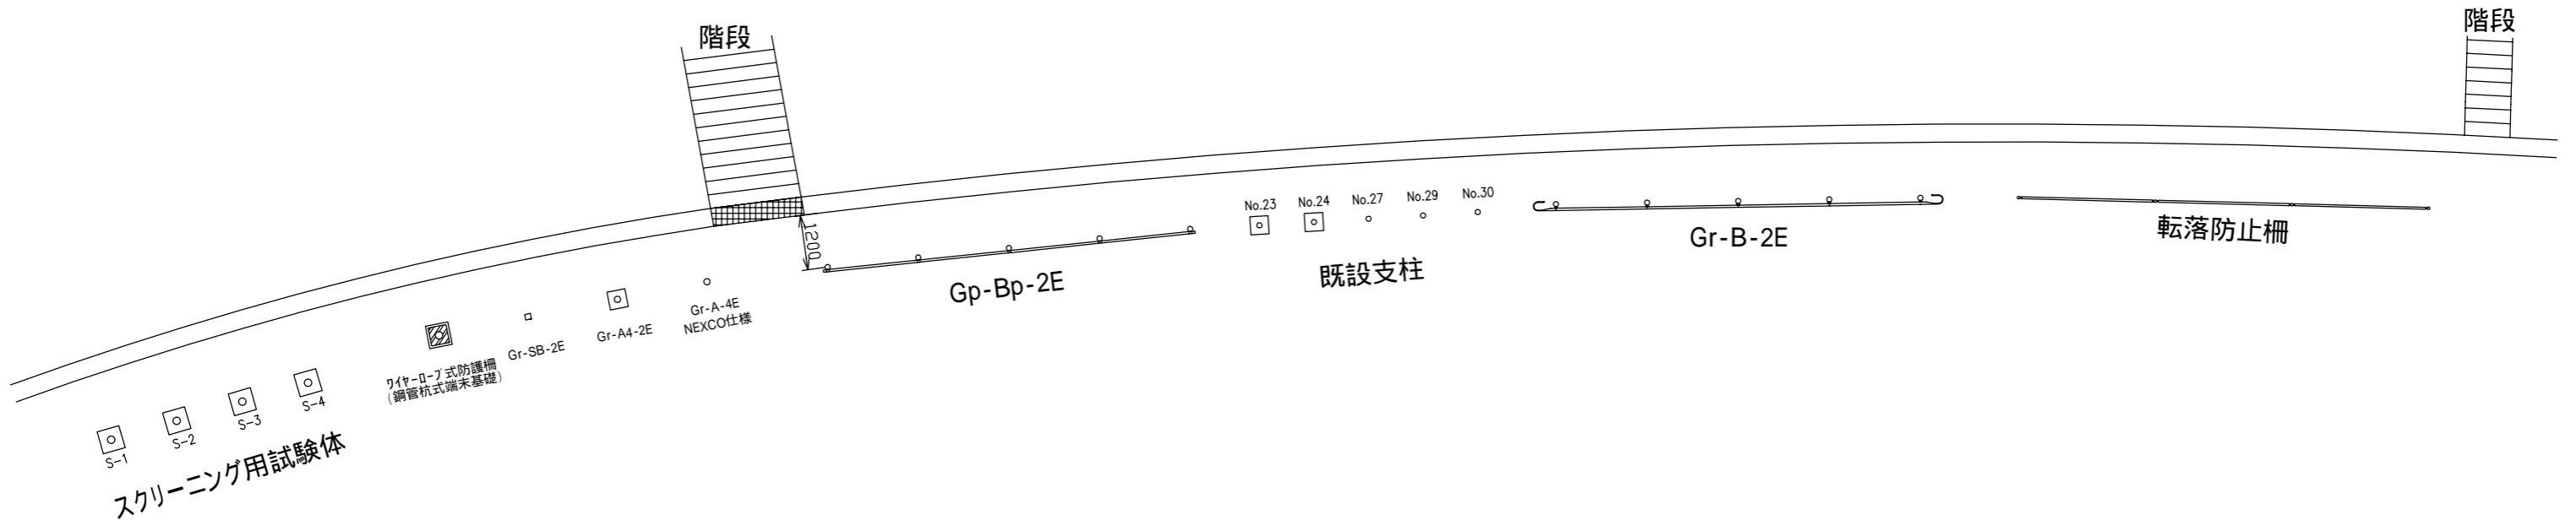 階段
階段
1200
No.23
No.24
No.27
No.29
No.30
既設支柱
Gp-Bp-2E
Gr-B-2E
転落防止柵
Gr-A-4E
NEXCO仕様
Gr-A4-2E
Gr-SB-2E
ﾜｲﾔｰﾛｰﾌﾟ式防護柵
(鋼管杭式端末基礎)
S-4
S-3
S-2
S-1
スクリーニング用試験体